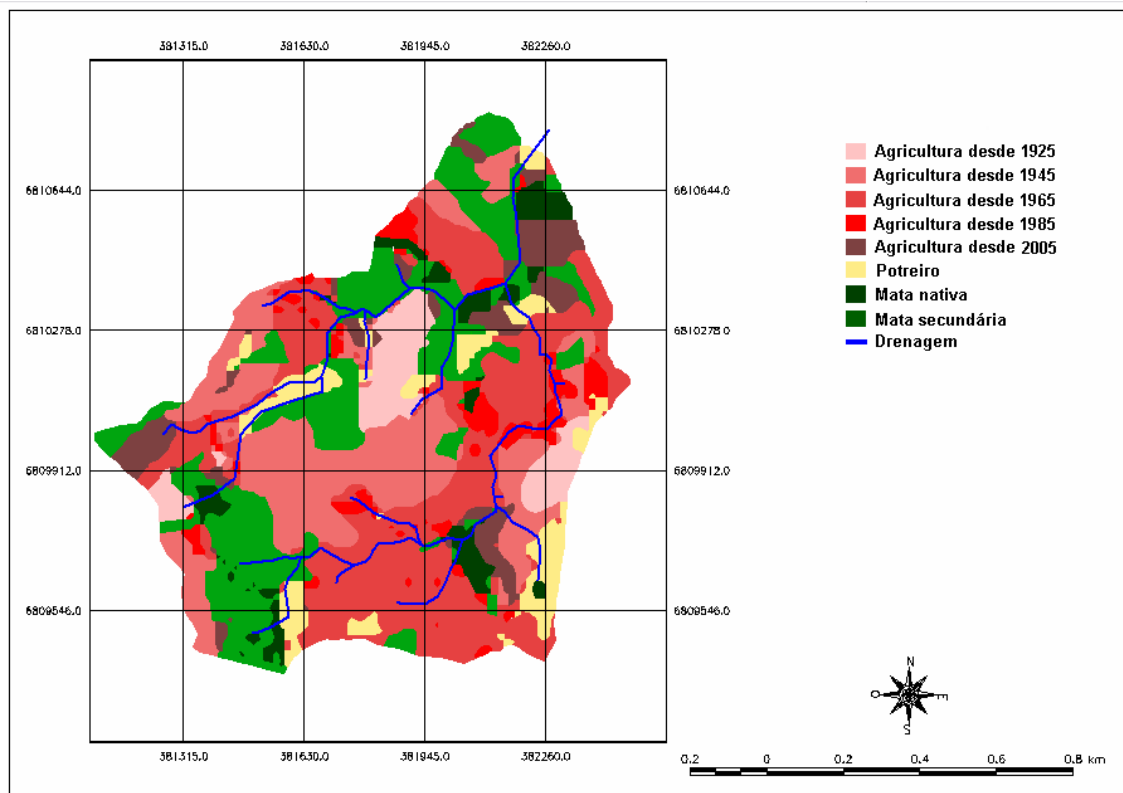 381315.0 381630.0 381945.0 382260.0
Agricultura desde 1925
Agricultura desde 1945
6810644.0 6810644.0
Agricultura desde 1965
Agricultura desde 1985
Agricultura desde 2005
Potreiro
Mata nativa
Mata secundária
6810278.0 6810278.0
Drenagem
6809912.0 6809912.0
6809546.0 6809546.0
N
O E
S
381315.0 381630.0 381945.0 382260.0
0.2 0 0.2 0.4 0.6 0.8 km